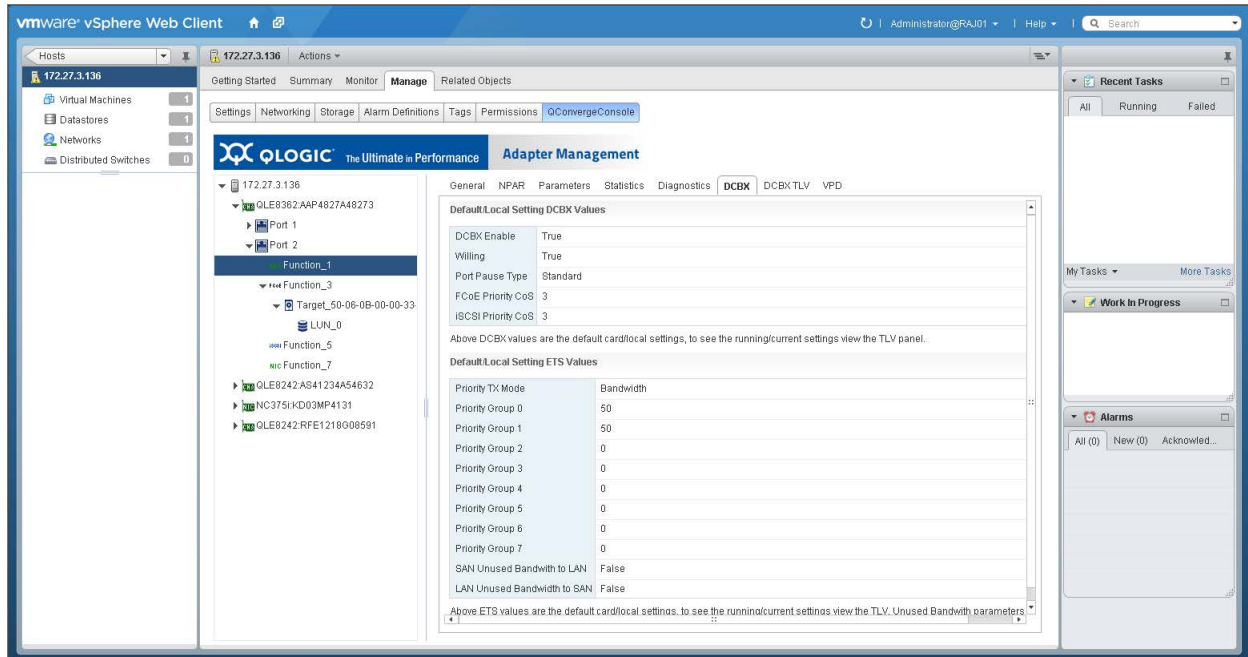 vmware vSphere Web Client
Administrator@RAJ01
Help
Search
Hosts
172.27.3.136
Virtual Machines 1
Datastores 1
Networks 1
Distributed Switches 0
172.27.3.136 Actions
Getting Started Summary Monitor Manage Related Objects
Settings Networking Storage Alarm Definitions Tags Permissions QConvergeConsole
QLOGIC The Ultimate in Performance Adapter Management
172.27.3.136
QLE8362:AAP4827A48273
Port 1
Port 2
Function_1
FCoE Function_3
Target_50-06-0B-00-00-33-
LUN_0
iSCSI Function_5
NIC Function_7
QLE8242:AS41234A54632
NC375i:KD03MP4131
QLE8242:RFE1218G08591
General NPAR Parameters Statistics Diagnostics DCBX DCBX TLV VPD
Default/Local Setting DCBX Values
DCBX Enable True
Willing True
Port Pause Type Standard
FCoE Priority CoS 3
iSCSI Priority CoS 3
Above DCBX values are the default card/local settings, to see the running/current settings view the TLV panel.
Default/Local Setting ETS Values
Priority TX Mode Bandwidth
Priority Group 0 50
Priority Group 1 50
Priority Group 2 0
Priority Group 3 0
Priority Group 4 0
Priority Group 5 0
Priority Group 6 0
Priority Group 7 0
SAN Unused Bandwith to LAN False
LAN Unused Bandwidth to SAN False
Above ETS values are the default card/local settings, to see the running/current settings view the TLV. Unused Bandwith parameters
Recent Tasks
All Running Failed
My Tasks More Tasks
Work In Progress
Alarms
All (0) New (0) Acknowled...